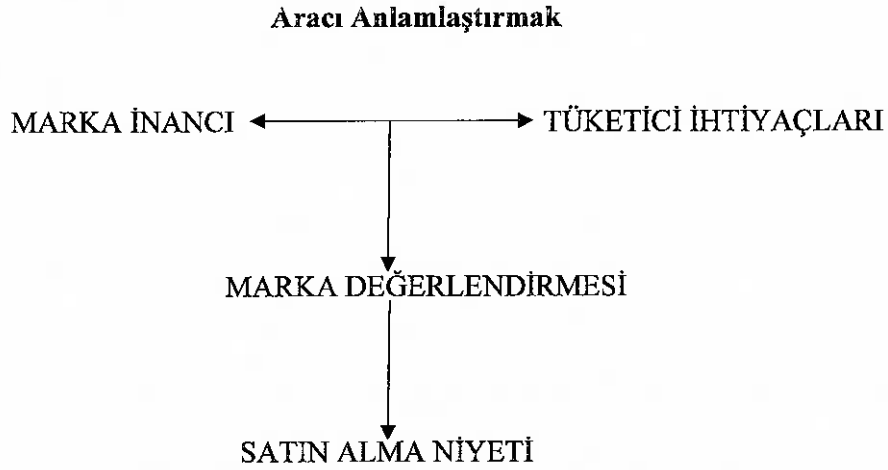 Aracı Anlamlaştırmak
MARKA İNANCI
TÜKETİCİ İHTİYAÇLARI
MARKA DEĞERLENDİRMESİ
SATIN ALMA NİYETİ